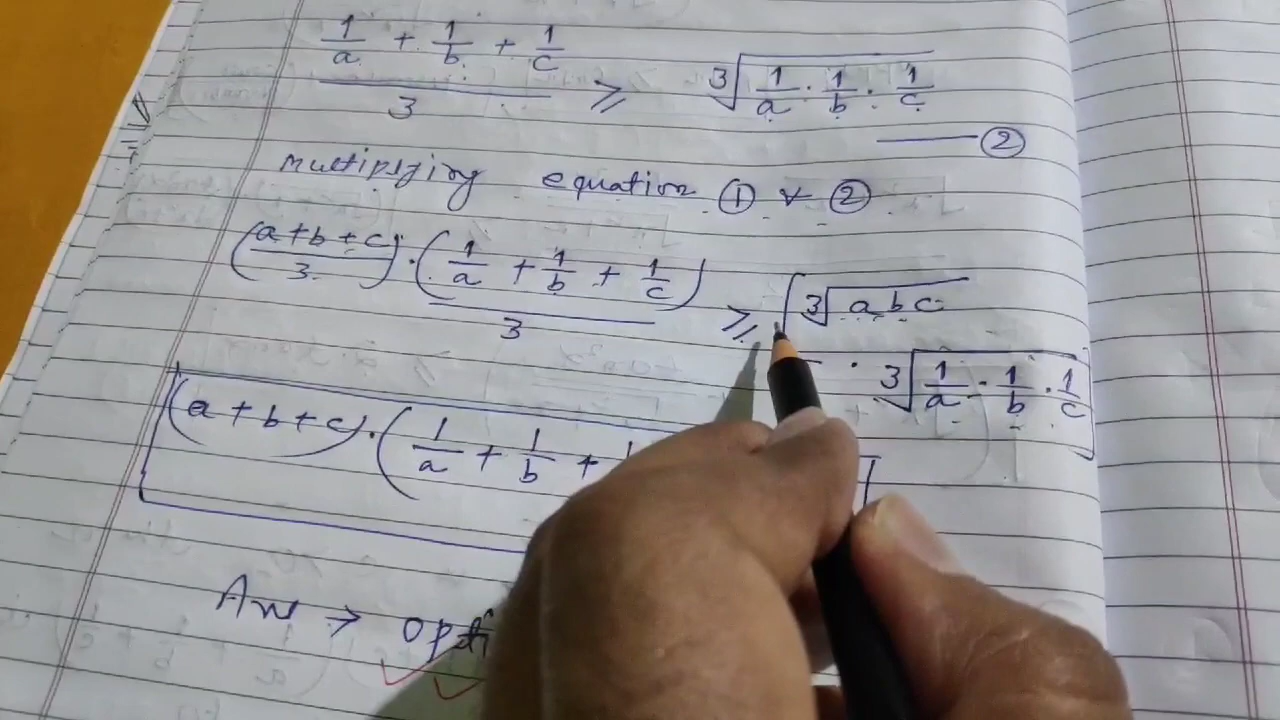 (1/a + 1/b + 1/c)/3 ≥ ∛(1/a · 1/b · 1/c)
②
multiplying equation ① & ②
((a+b+c)/3) · (1/a + 1/b + 1/c)/3 ≥ [∛(abc)
· ∛(1/a · 1/b · 1/c)]
(a+b+c) · (1/a + 1/b +
Ans →